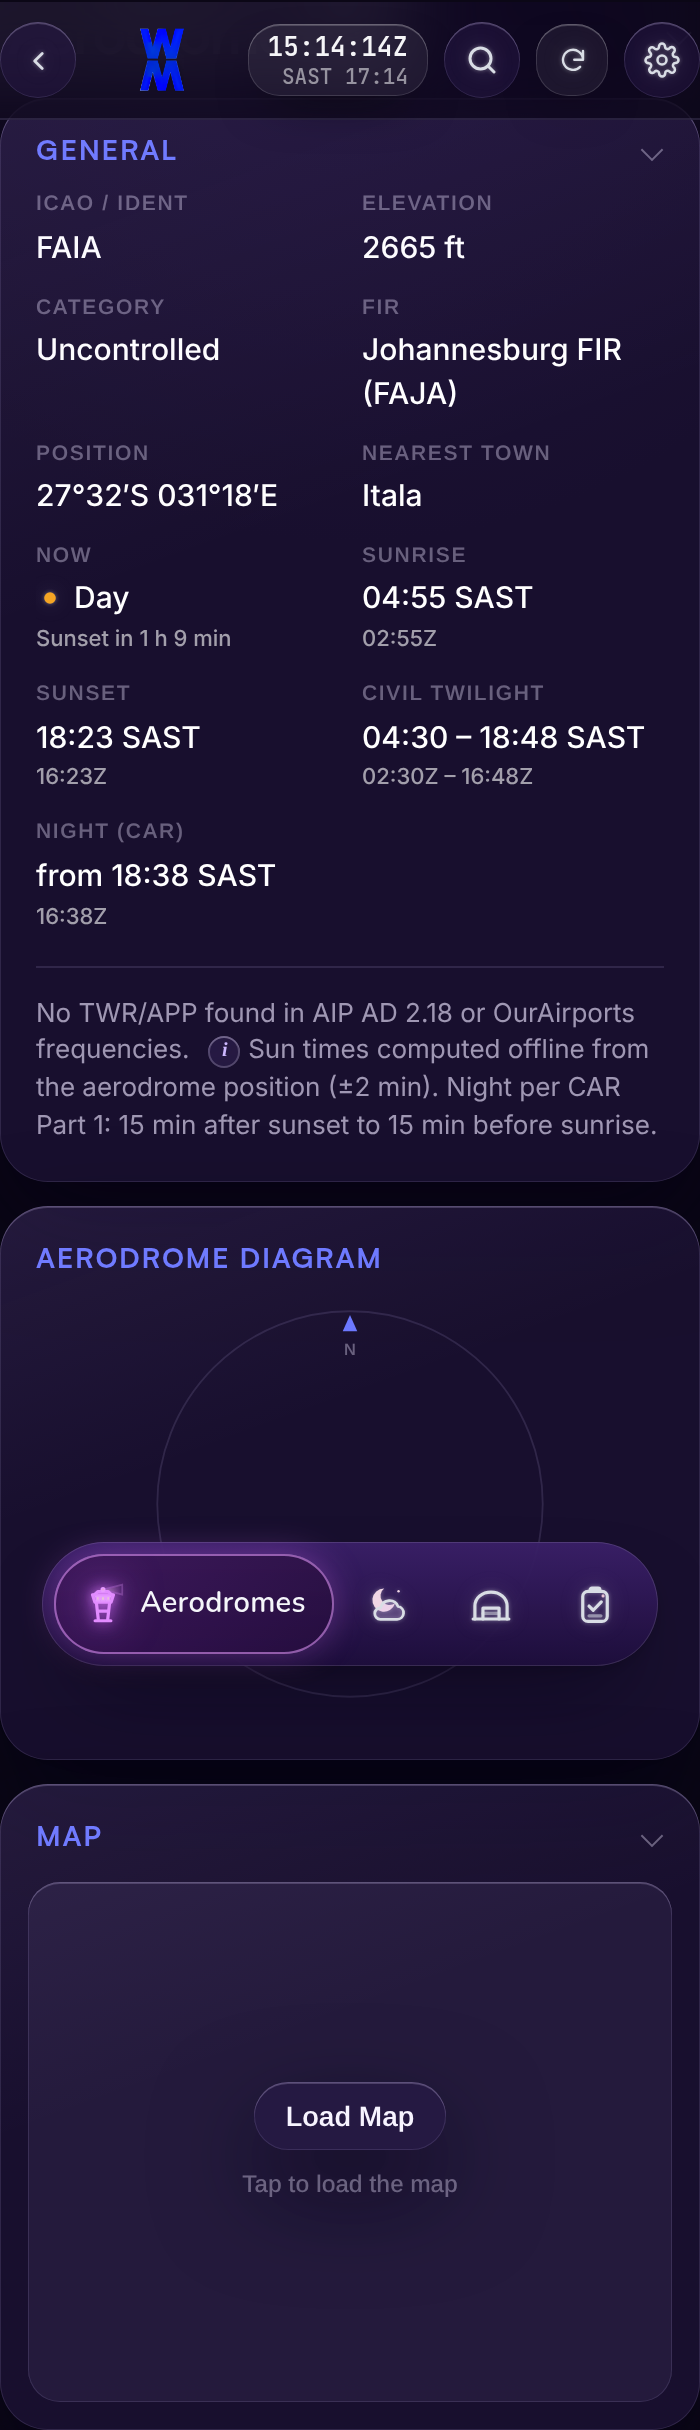 15:14:14Z
SAST 17:14
GENERAL
ICAO / IDENT
FAIA
ELEVATION
2665 ft
CATEGORY
Uncontrolled
FIR
Johannesburg FIR
(FAJA)
POSITION
27°32′S 031°18′E
NEAREST TOWN
Itala
NOW
Day
Sunset in 1 h 9 min
SUNRISE
04:55 SAST
02:55Z
SUNSET
18:23 SAST
16:23Z
CIVIL TWILIGHT
04:30 – 18:48 SAST
02:30Z – 16:48Z
NIGHT (CAR)
from 18:38 SAST
16:38Z
No TWR/APP found in AIP AD 2.18 or OurAirports
frequencies. i Sun times computed offline from
the aerodrome position (±2 min). Night per CAR
Part 1: 15 min after sunset to 15 min before sunrise.
AERODROME DIAGRAM
N
Aerodromes
MAP
Load Map
Tap to load the map